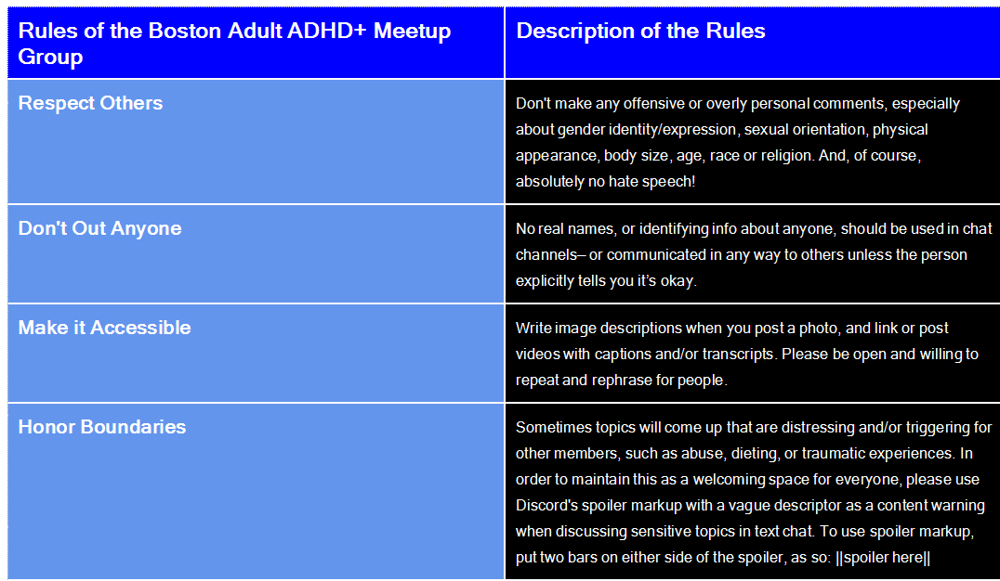 Rules of the Boston Adult ADHD+ Meetup
Group
Description of the Rules
Respect Others
Don't make any offensive or overly personal comments, especially
about gender identity/expression, sexual orientation, physical
appearance, body size, age, race or religion. And, of course,
absolutely no hate speech!
Don't Out Anyone
No real names, or identifying info about anyone, should be used in chat
channels– or communicated in any way to others unless the person
explicitly tells you it’s okay.
Make it Accessible
Write image descriptions when you post a photo, and link or post
videos with captions and/or transcripts. Please be open and willing to
repeat and rephrase for people.
Honor Boundaries
Sometimes topics will come up that are distressing and/or triggering for
other members, such as abuse, dieting, or traumatic experiences. In
order to maintain this as a welcoming space for everyone, please use
Discord's spoiler markup with a vague descriptor as a content warning
when discussing sensitive topics in text chat. To use spoiler markup,
put two bars on either side of the spoiler, as so: ||spoiler here||